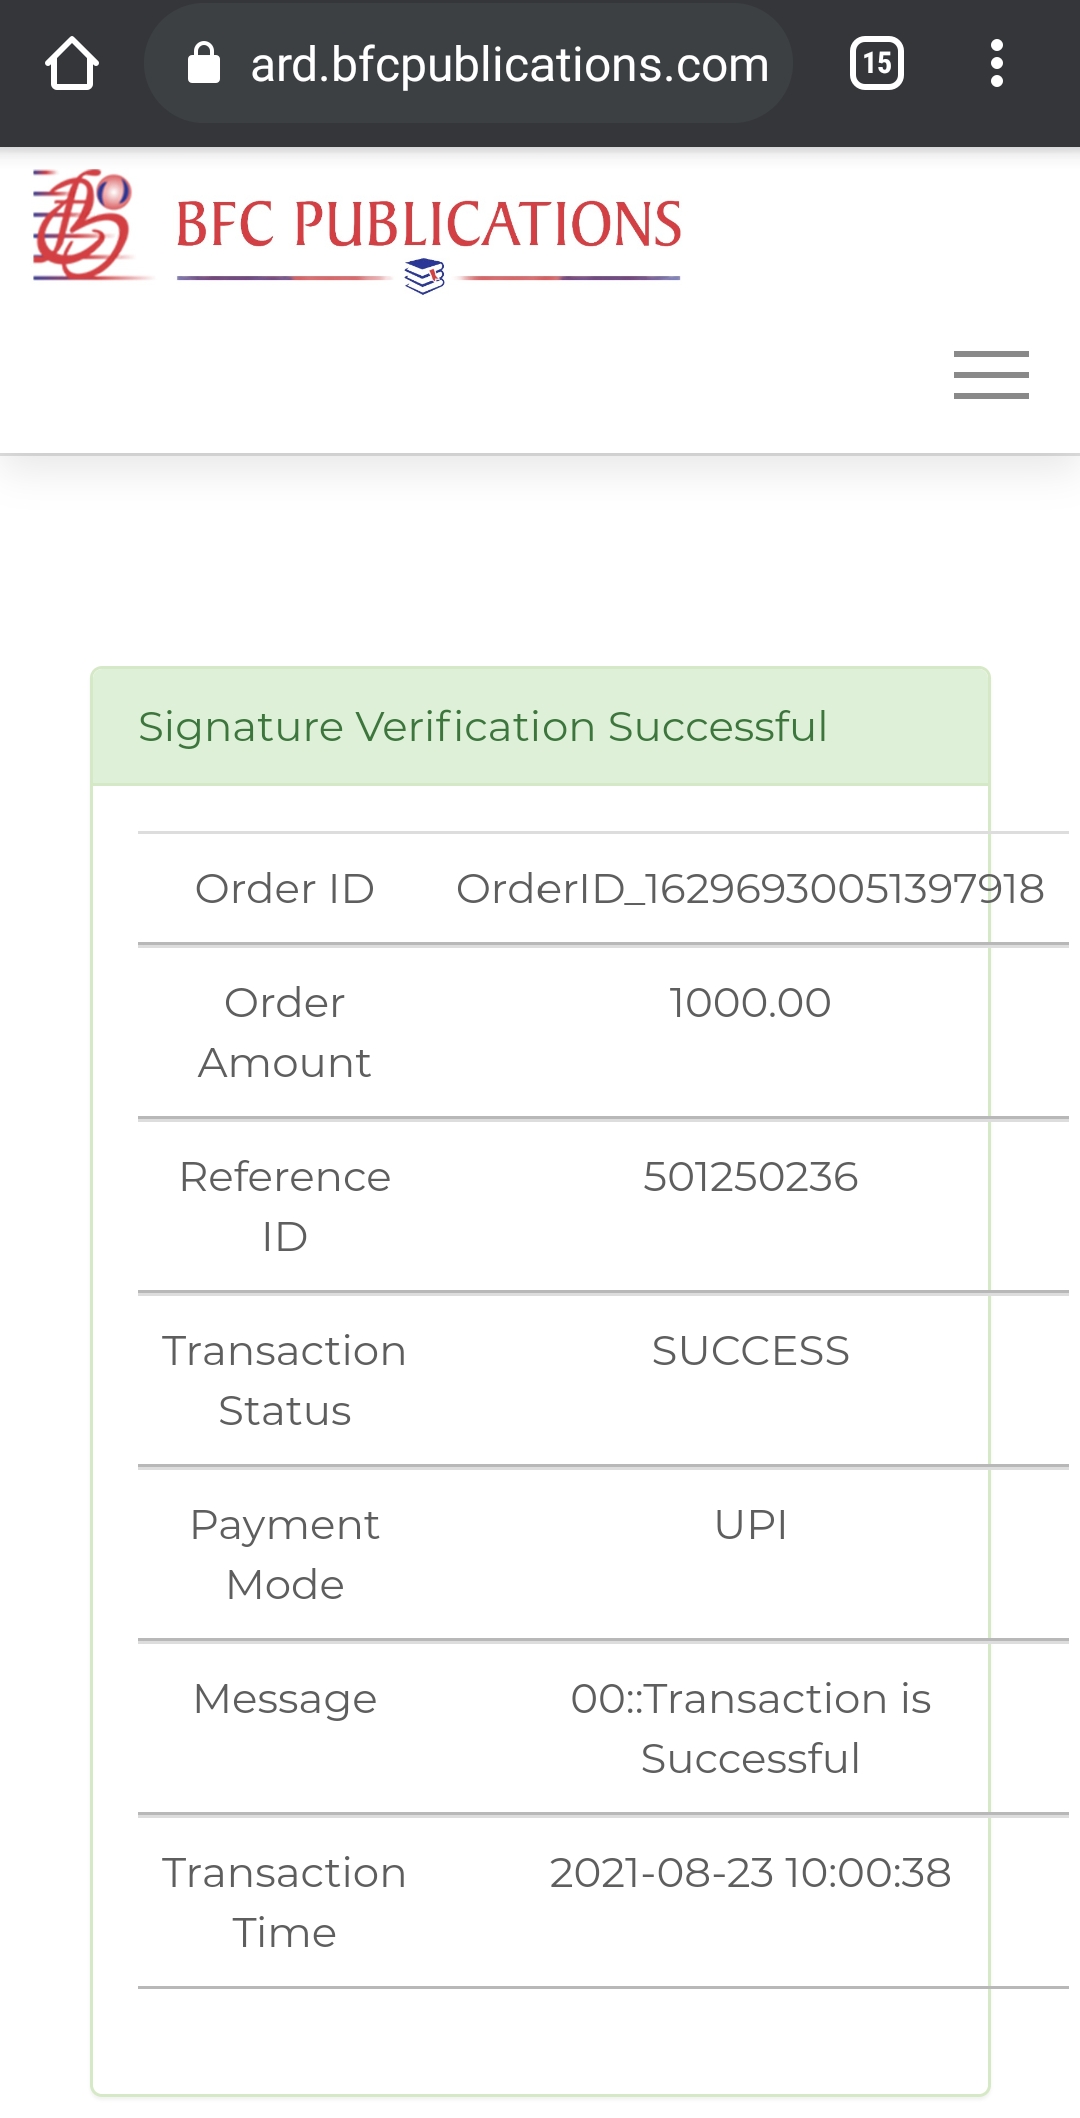 ard.bfcpublications.com
15
BFC PUBLICATIONS
Signature Verification Successful
Order ID OrderID_16296930051397918
Order 1000.00
Amount
Reference 501250236
ID
Transaction SUCCESS
Status
Payment UPI
Mode
Message 00::Transaction is
Successful
Transaction 2021-08-23 10:00:38
Time